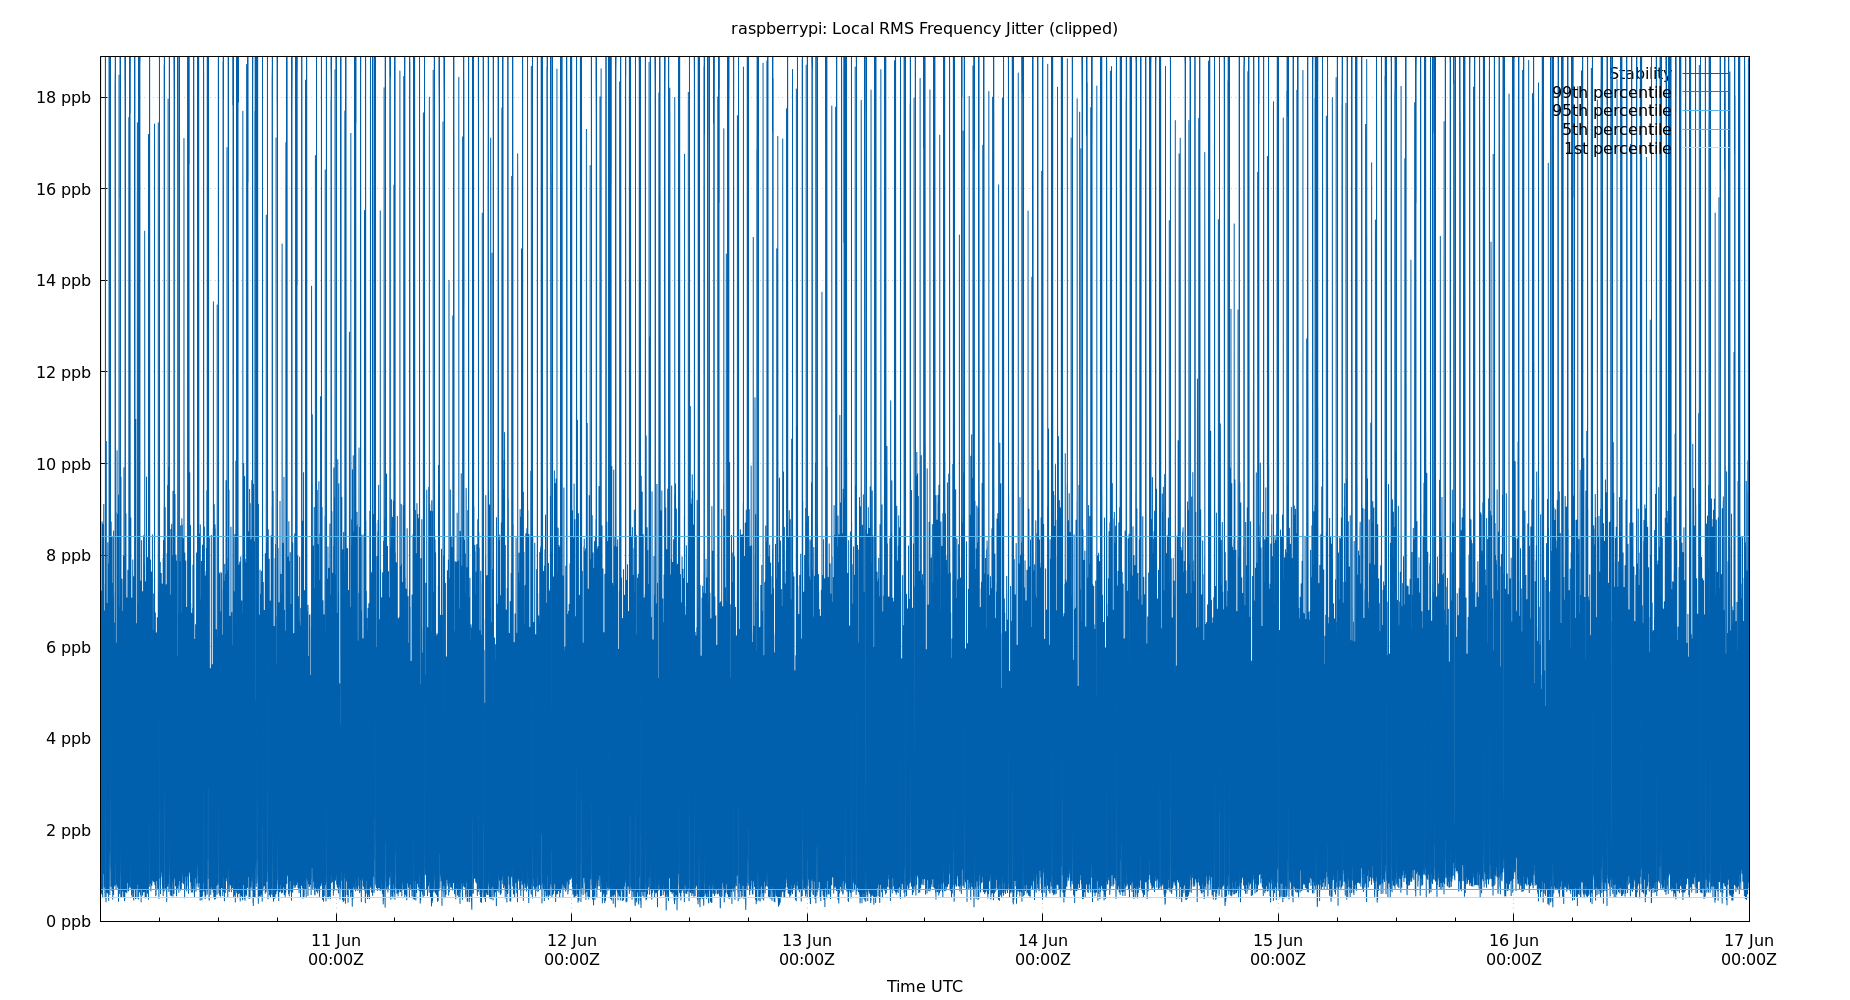 raspberrypi: Local RMS Frequency Jitter (clipped)
Stability
99th percentile
95th percentile
5th percentile
1st percentile
18 ppb
16 ppb
14 ppb
12 ppb
10 ppb
8 ppb
6 ppb
4 ppb
2 ppb
0 ppb
11 Jun 12 Jun 13 Jun 14 Jun 15 Jun 16 Jun 17 Jun
00:00Z 00:00Z 00:00Z 00:00Z 00:00Z 00:00Z 00:00Z
Time UTC